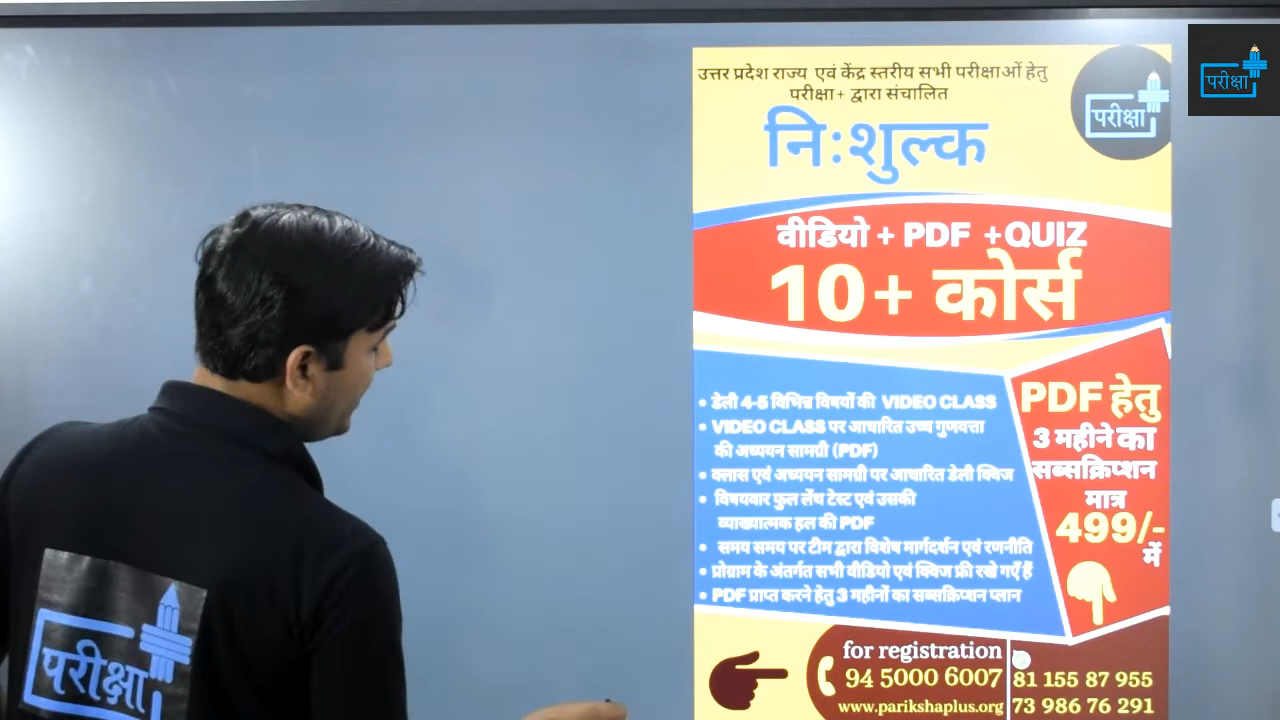 उत्तर प्रदेश राज्य एवं केंद्र स्तरीय सभी परीक्षाओं हेतु
परीक्षा+ द्वारा संचालित
परीक्षा
परीक्षा
निःशुल्क
वीडियो + PDF +QUIZ
10+ कोर्स
• डेली 4-5 विभिन्न विषयों की VIDEO CLASS
• VIDEO CLASS पर आधारित उच्च गुणवत्ता
की अध्ययन सामग्री (PDF)
• क्लास एवं अध्ययन सामग्री पर आधारित डेली क्विज
• विषयवार फुल लेंथ टेस्ट एवं उसकी
व्याख्यात्मक हल की PDF
• समय समय पर टीम द्वारा विशेष मार्गदर्शन एवं रणनीति
• प्रोग्राम के अंतर्गत सभी वीडियो एवं क्विज फ्री रखे गएँ हैं
• PDF प्राप्त करने हेतु 3 महीनों का सब्सक्रिप्शन प्लान
PDF हेतु
3 महीने का
सब्सक्रिप्शन
मात्र
499/-
में
for registration
94 5000 6007
www.parikshaplus.org
81 155 87 955
73 986 76 291
परीक्षा